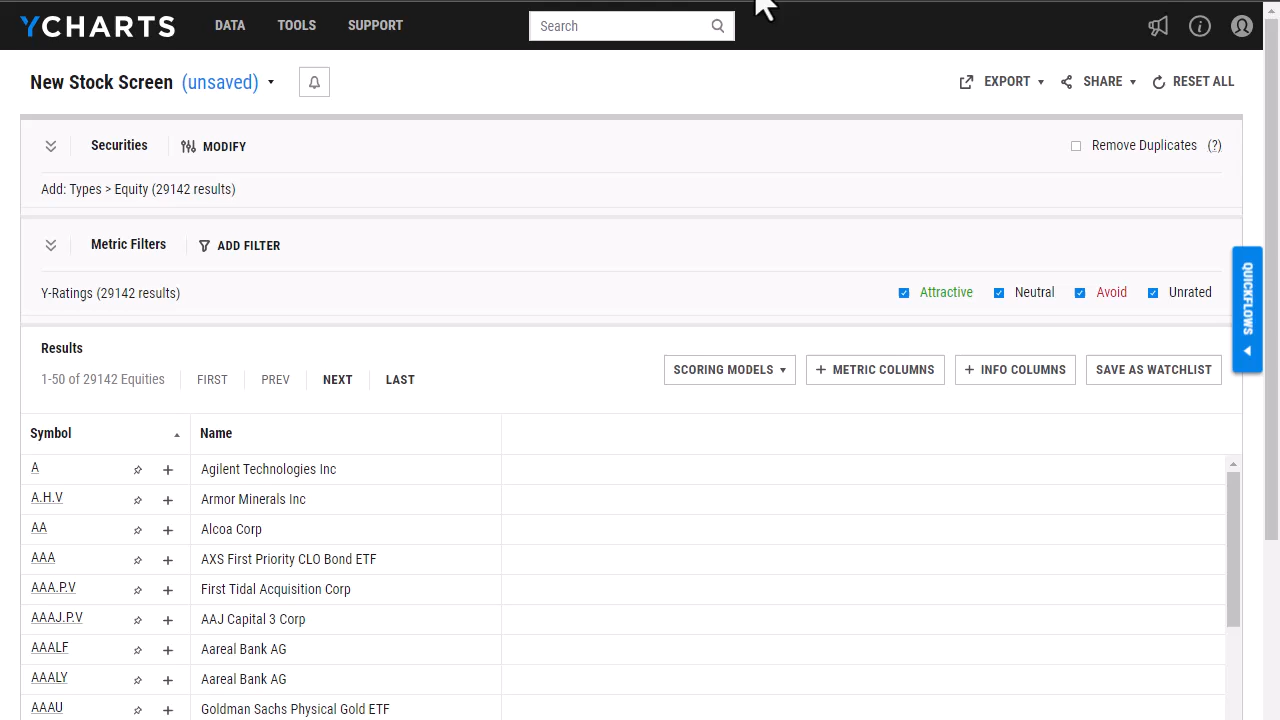 YCHARTS DATA TOOLS SUPPORT Search
New Stock Screen (unsaved) EXPORT SHARE RESET ALL
Securities MODIFY Remove Duplicates (?)
Add: Types > Equity (29142 results)
Metric Filters ADD FILTER
Y-Ratings (29142 results) Attractive Neutral Avoid Unrated
QUICKFLOWS
Results
1-50 of 29142 Equities FIRST PREV NEXT LAST SCORING MODELS + METRIC COLUMNS + INFO COLUMNS SAVE AS WATCHLIST
Symbol Name
A Agilent Technologies Inc
A.H.V Armor Minerals Inc
AA Alcoa Corp
AAA AXS First Priority CLO Bond ETF
AAA.P.V First Tidal Acquisition Corp
AAAJ.P.V AAJ Capital 3 Corp
AAALF Aareal Bank AG
AAALY Aareal Bank AG
AAAU Goldman Sachs Physical Gold ETF